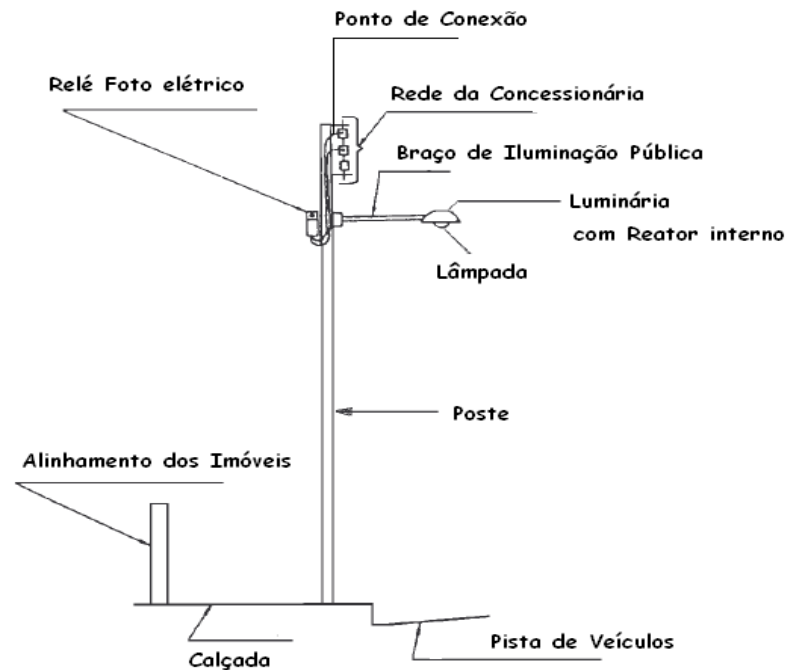 Ponto de Conexão
Relé Foto elétrico
Rede da Concessionária
Braço de Iluminação Pública
Luminária
com Reator interno
Lâmpada
Poste
Alinhamento dos Imóveis
Pista de Veículos
Calçada